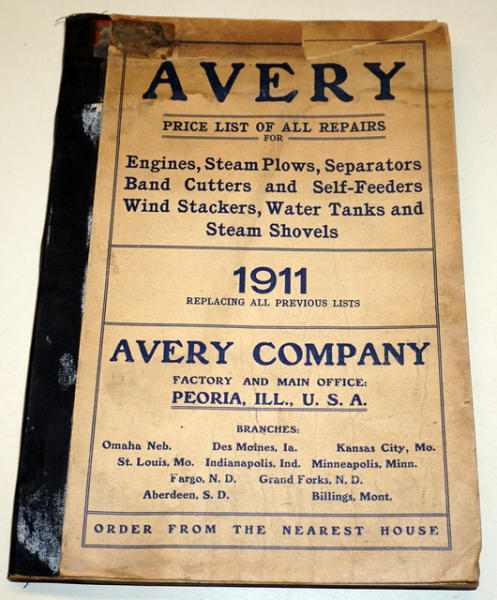 AVERY
PRICE LIST OF ALL REPAIRS
FOR
Engines, Steam Plows, Separators
Band Cutters and Self-Feeders
Wind Stackers, Water Tanks and
Steam Shovels
1911
REPLACING ALL PREVIOUS LISTS
AVERY COMPANY
FACTORY AND MAIN OFFICE:
PEORIA, ILL., U. S. A.
BRANCHES:
Omaha Neb. Des Moines, Ia. Kansas City, Mo.
St. Louis, Mo. Indianapolis, Ind. Minneapolis, Minn.
Fargo, N. D. Grand Forks, N. D.
Aberdeen, S. D. Billings, Mont.
ORDER FROM THE NEAREST HOUSE